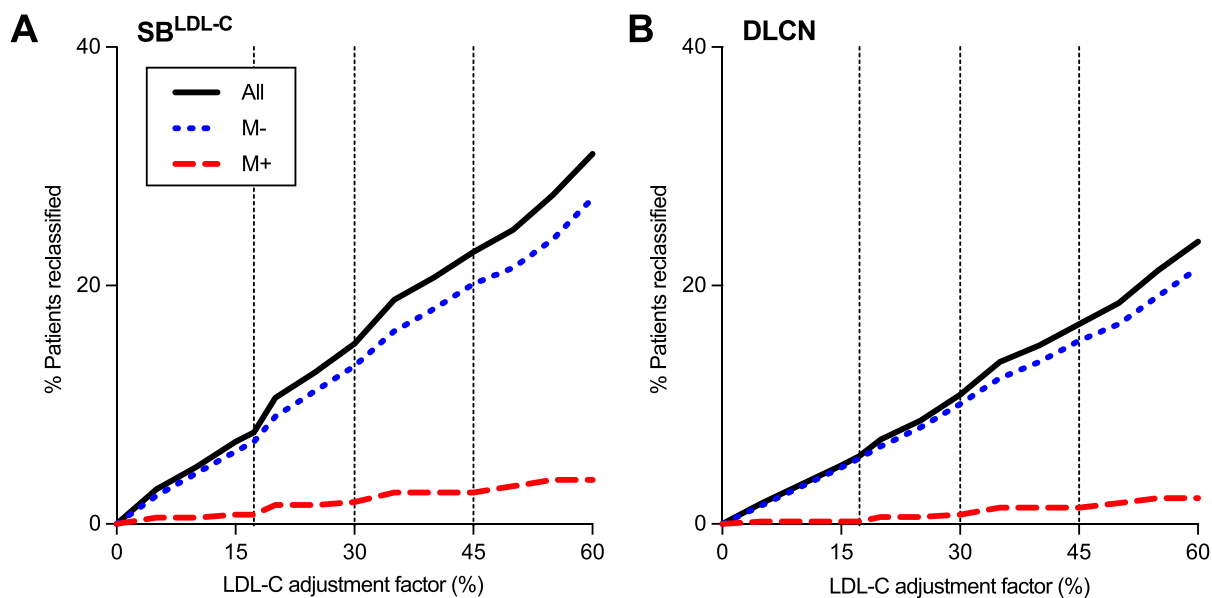 A
SB^LDL-C
40
20
0
All
M-
M+
% Patients reclassified
0 15 30 45 60
LDL-C adjustment factor (%)
B
DLCN
40
20
0
% Patients reclassified
0 15 30 45 60
LDL-C adjustment factor (%)